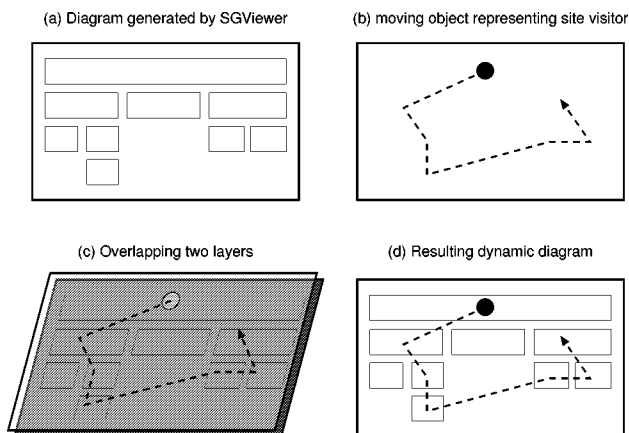 (a) Diagram generated by SGViewer
(b) moving object representing site visitor
(c) Overlapping two layers
(d) Resulting dynamic diagram